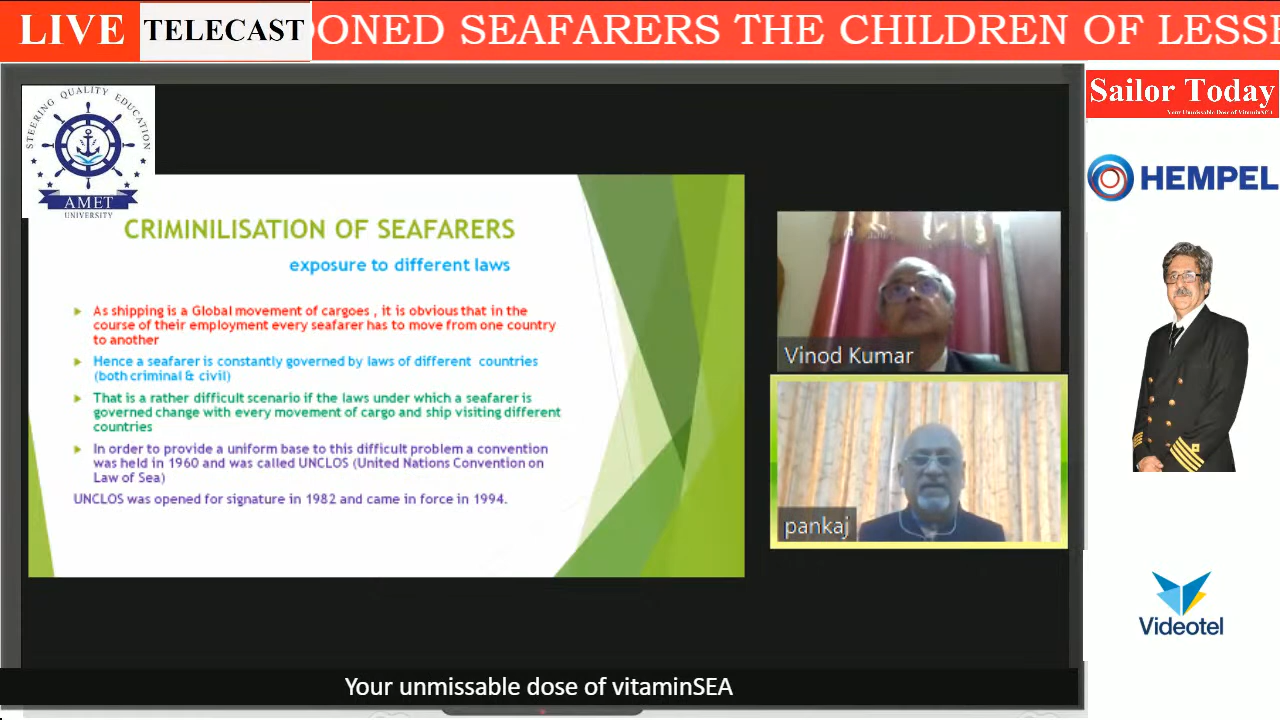 LIVE TELECAST
ONED SEAFARERS THE CHILDREN OF LESS
Sailor Today
Your Unmissable Dose of VitaminSEA
STEERING QUALITY EDUCATION
AMET
UNIVERSITY
HEMPEL
CRIMINILISATION OF SEAFARERS
exposure to different laws
As shipping is a Global movement of cargoes , it is obvious that in the
course of their employment every seafarer has to move from one country
to another
Hence a seafarer is constantly governed by laws of different countries
(both criminal & civil)
That is a rather difficult scenario if the laws under which a seafarer is
governed change with every movement of cargo and ship visiting different
countries
In order to provide a uniform base to this difficult problem a convention
was held in 1960 and was called UNCLOS (United Nations Convention on
Law of Sea)
UNCLOS was opened for signature in 1982 and came in force in 1994.
Vinod Kumar
pankaj
Videotel
Your unmissable dose of vitaminSEA